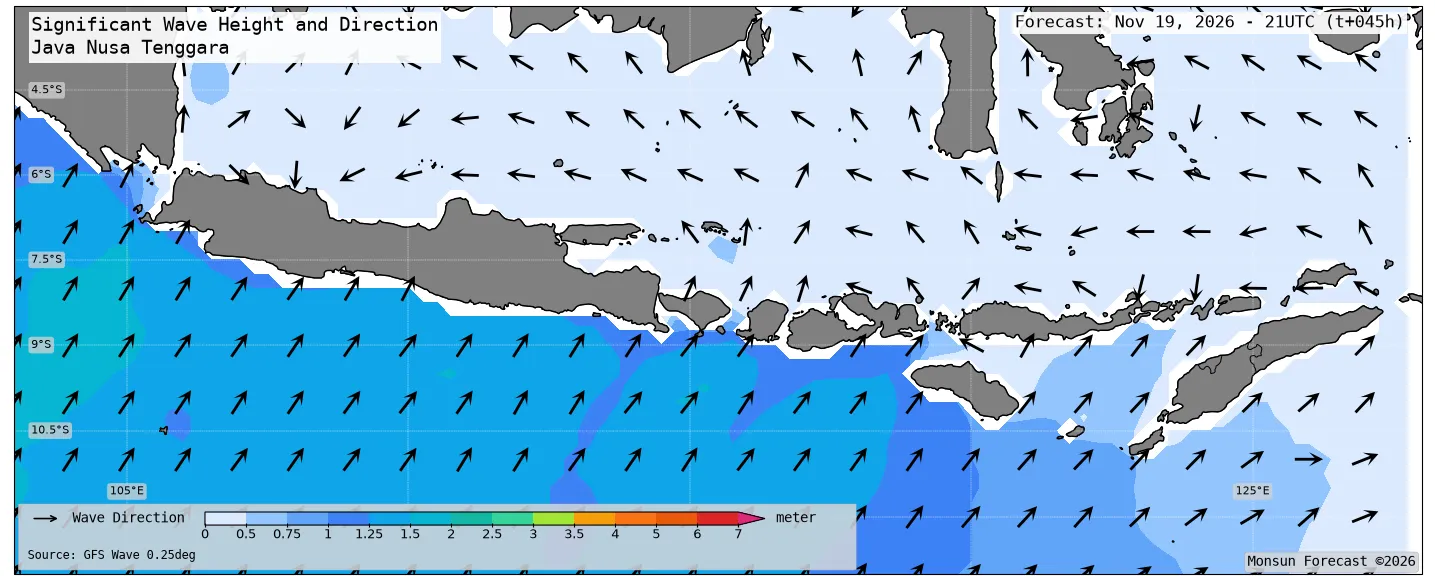 Significant Wave Height and Direction
Java Nusa Tenggara
Forecast: Nov 19, 2026 - 21UTC (t+045h)
4.5°S
6°S
7.5°S
9°S
10.5°S
105°E
125°E
Wave Direction
0 0.5 0.75 1 1.25 1.5 2 2.5 3 3.5 4 5 6 7
meter
Source: GFS Wave 0.25deg
Monsun Forecast ©2026